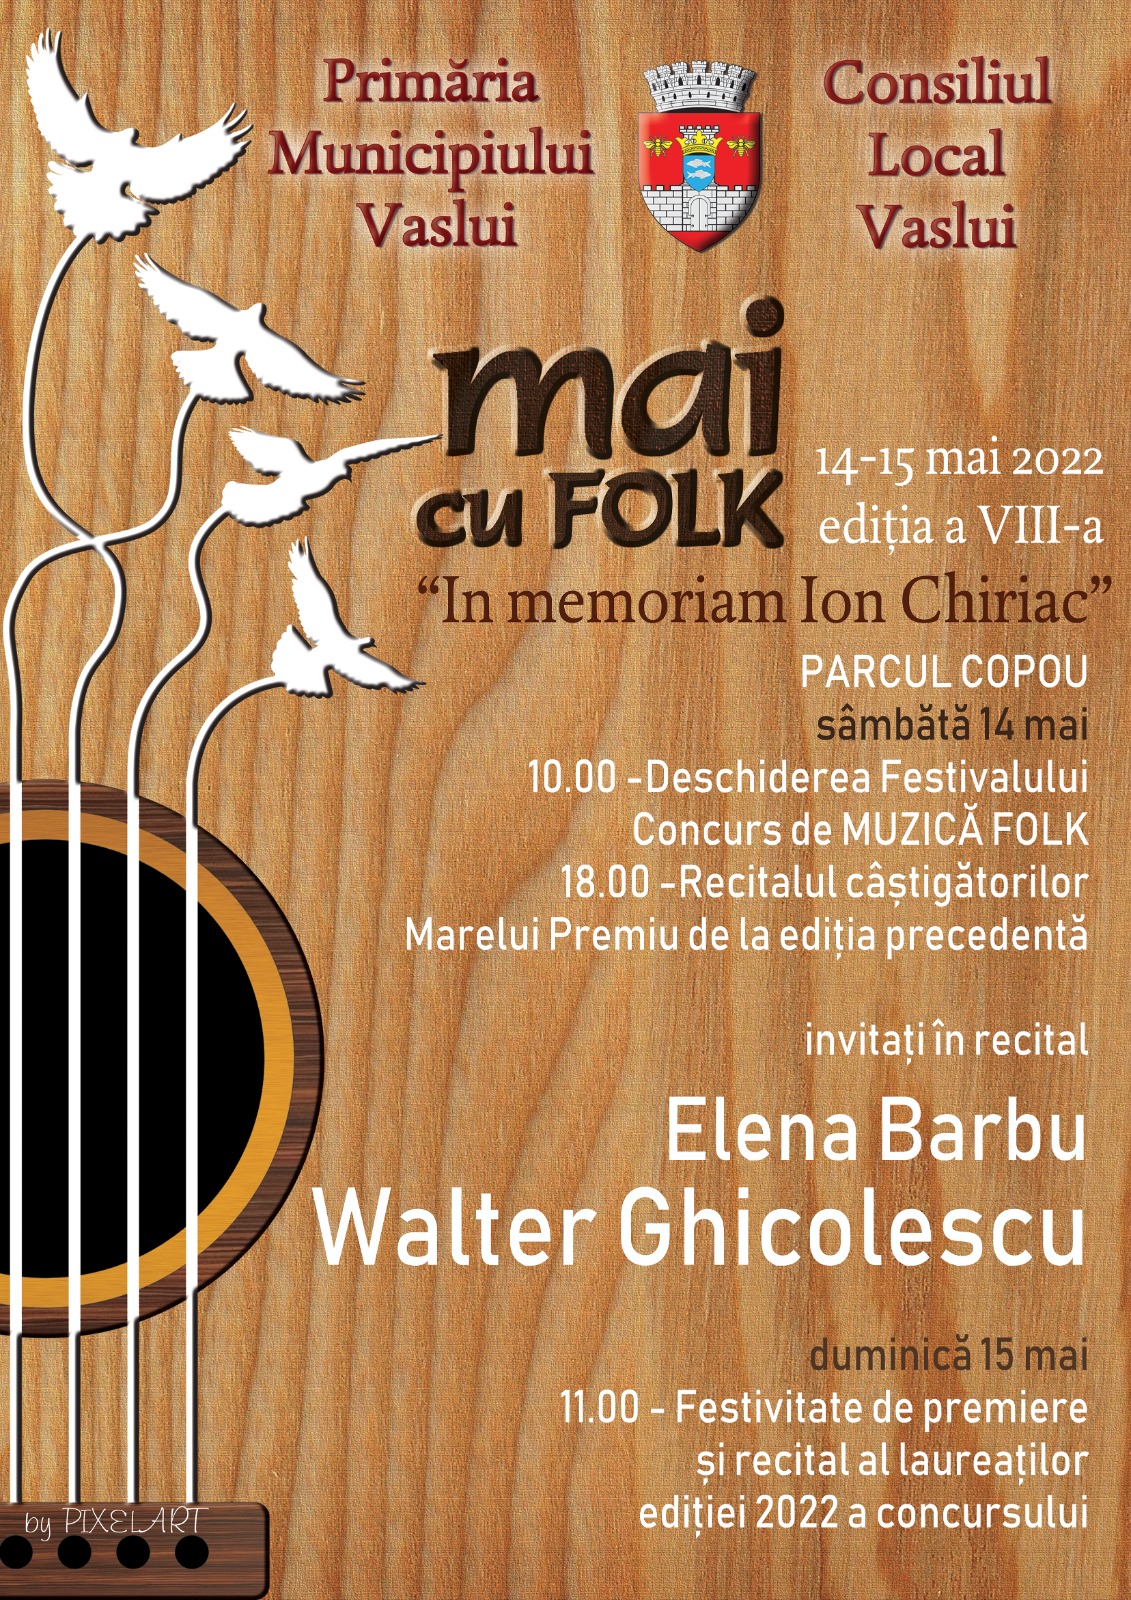 Primăria
Municipiului
Vaslui
Consiliul
Local
Vaslui
mai
cu FOLK
14-15 mai 2022
ediția a VIII-a
“In memoriam Ion Chiriac”
PARCUL COPOU
sâmbătă 14 mai
10.00 -Deschiderea Festivalului
Concurs de MUZICĂ FOLK
18.00 -Recitalul câștigătorilor
Marelui Premiu de la ediția precedentă
invitați în recital
Elena Barbu
Walter Ghicolescu
duminică 15 mai
11.00 - Festivitate de premiere
și recital al laureaților
ediției 2022 a concursului
by PIXELART